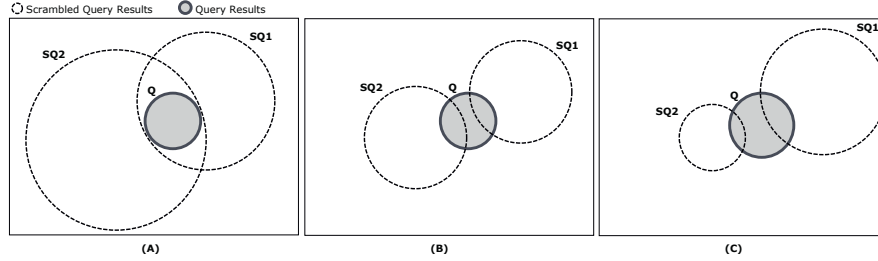 Scrambled Query Results Query Results
SQ2 SQ1 Q
SQ2 Q SQ1
SQ2 Q SQ1
(A) (B) (C)